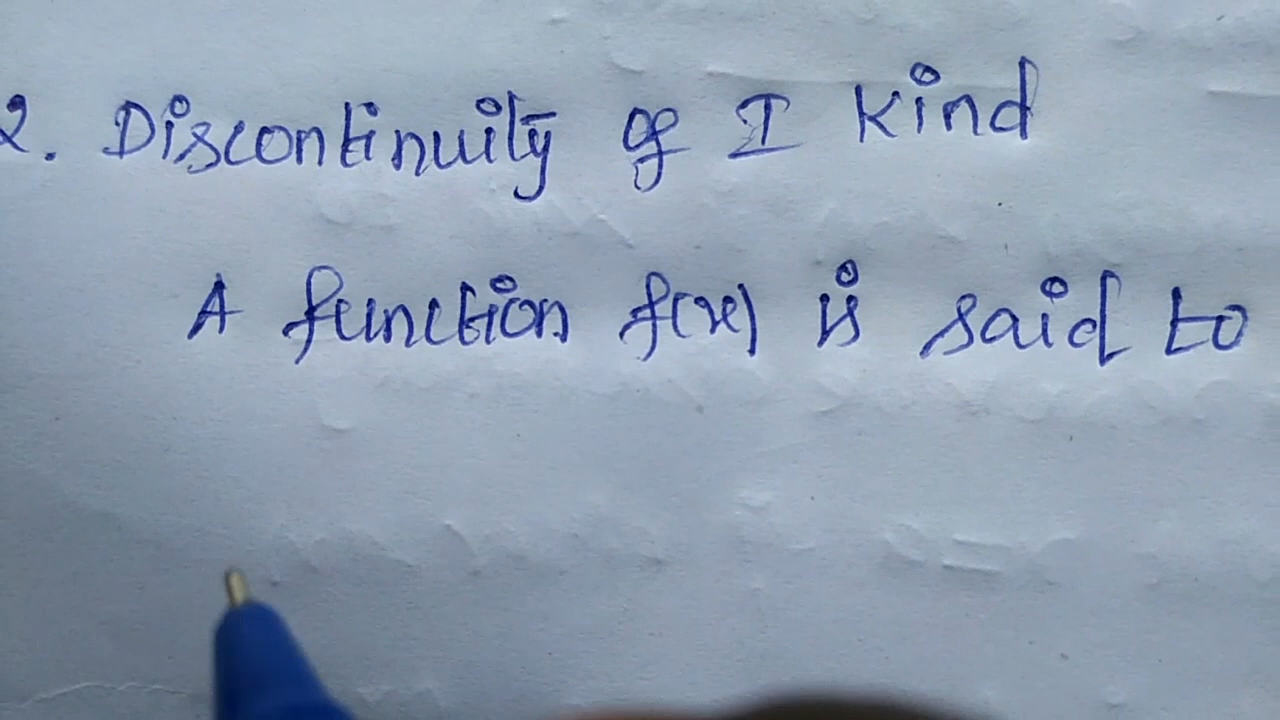 2. Discontinuity of I kind
A function f(x) is said to